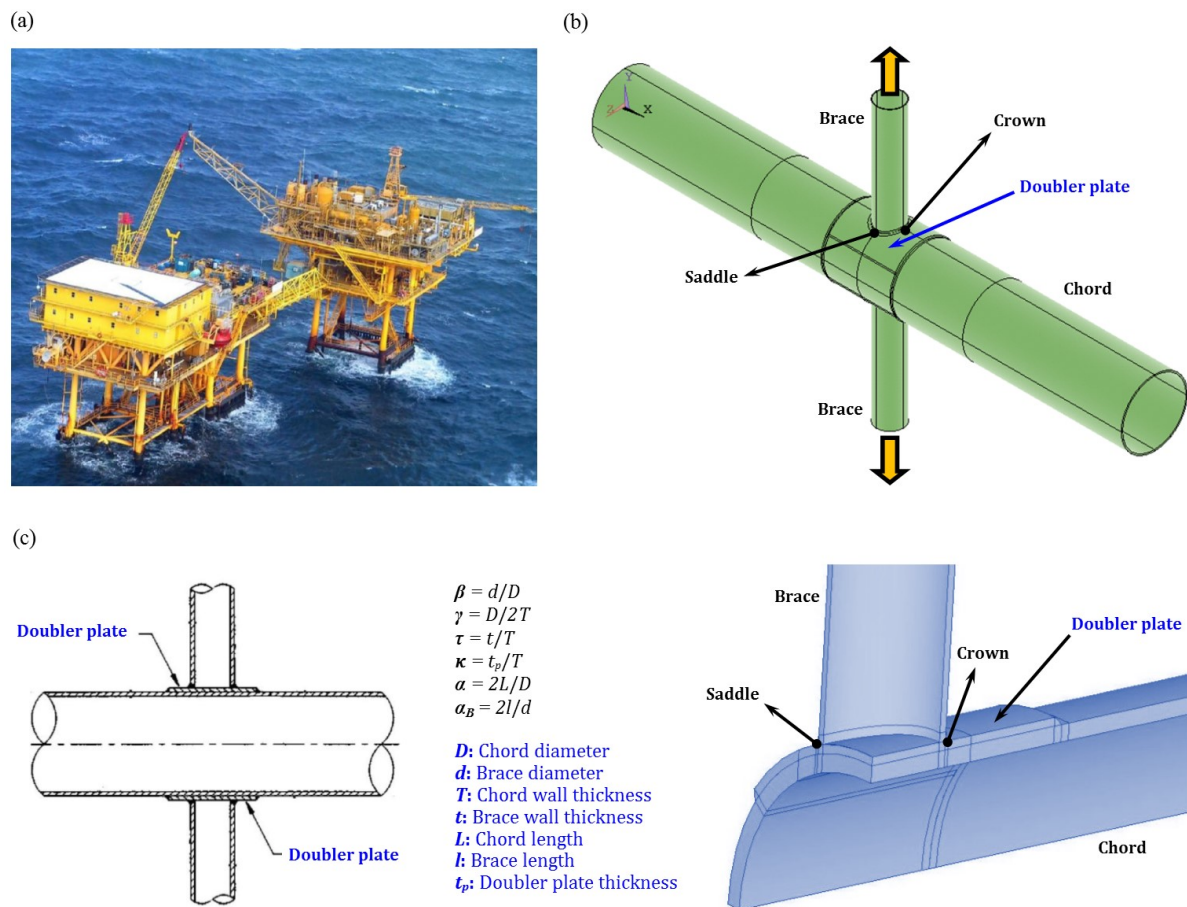 (a)
(b)
Y
Z
X
Brace
Crown
Doubler plate
Saddle
Chord
Brace
(c)
Doubler plate
Doubler plate
β = d/D
γ = D/2T
τ = t/T
κ = tₚ/T
α = 2L/D
α_B = 2l/d
D: Chord diameter
d: Brace diameter
T: Chord wall thickness
t: Brace wall thickness
L: Chord length
l: Brace length
tₚ: Doubler plate thickness
Brace
Doubler plate
Crown
Saddle
Chord